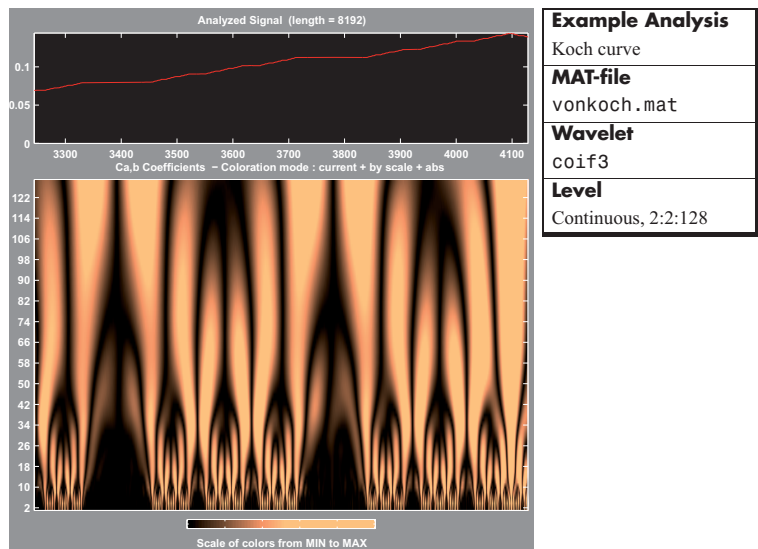 Analyzed Signal (length = 8192)
0.1
0.05
0
3300 3400 3500 3600 3700 3800 3900 4000 4100
Ca,b Coefficients − Coloration mode : current + by scale + abs
122
114
106
98
90
82
74
66
58
50
42
34
26
18
10
2
Scale of colors from MIN to MAX
Example Analysis
Koch curve
MAT-file
vonkoch.mat
Wavelet
coif3
Level
Continuous, 2:2:128